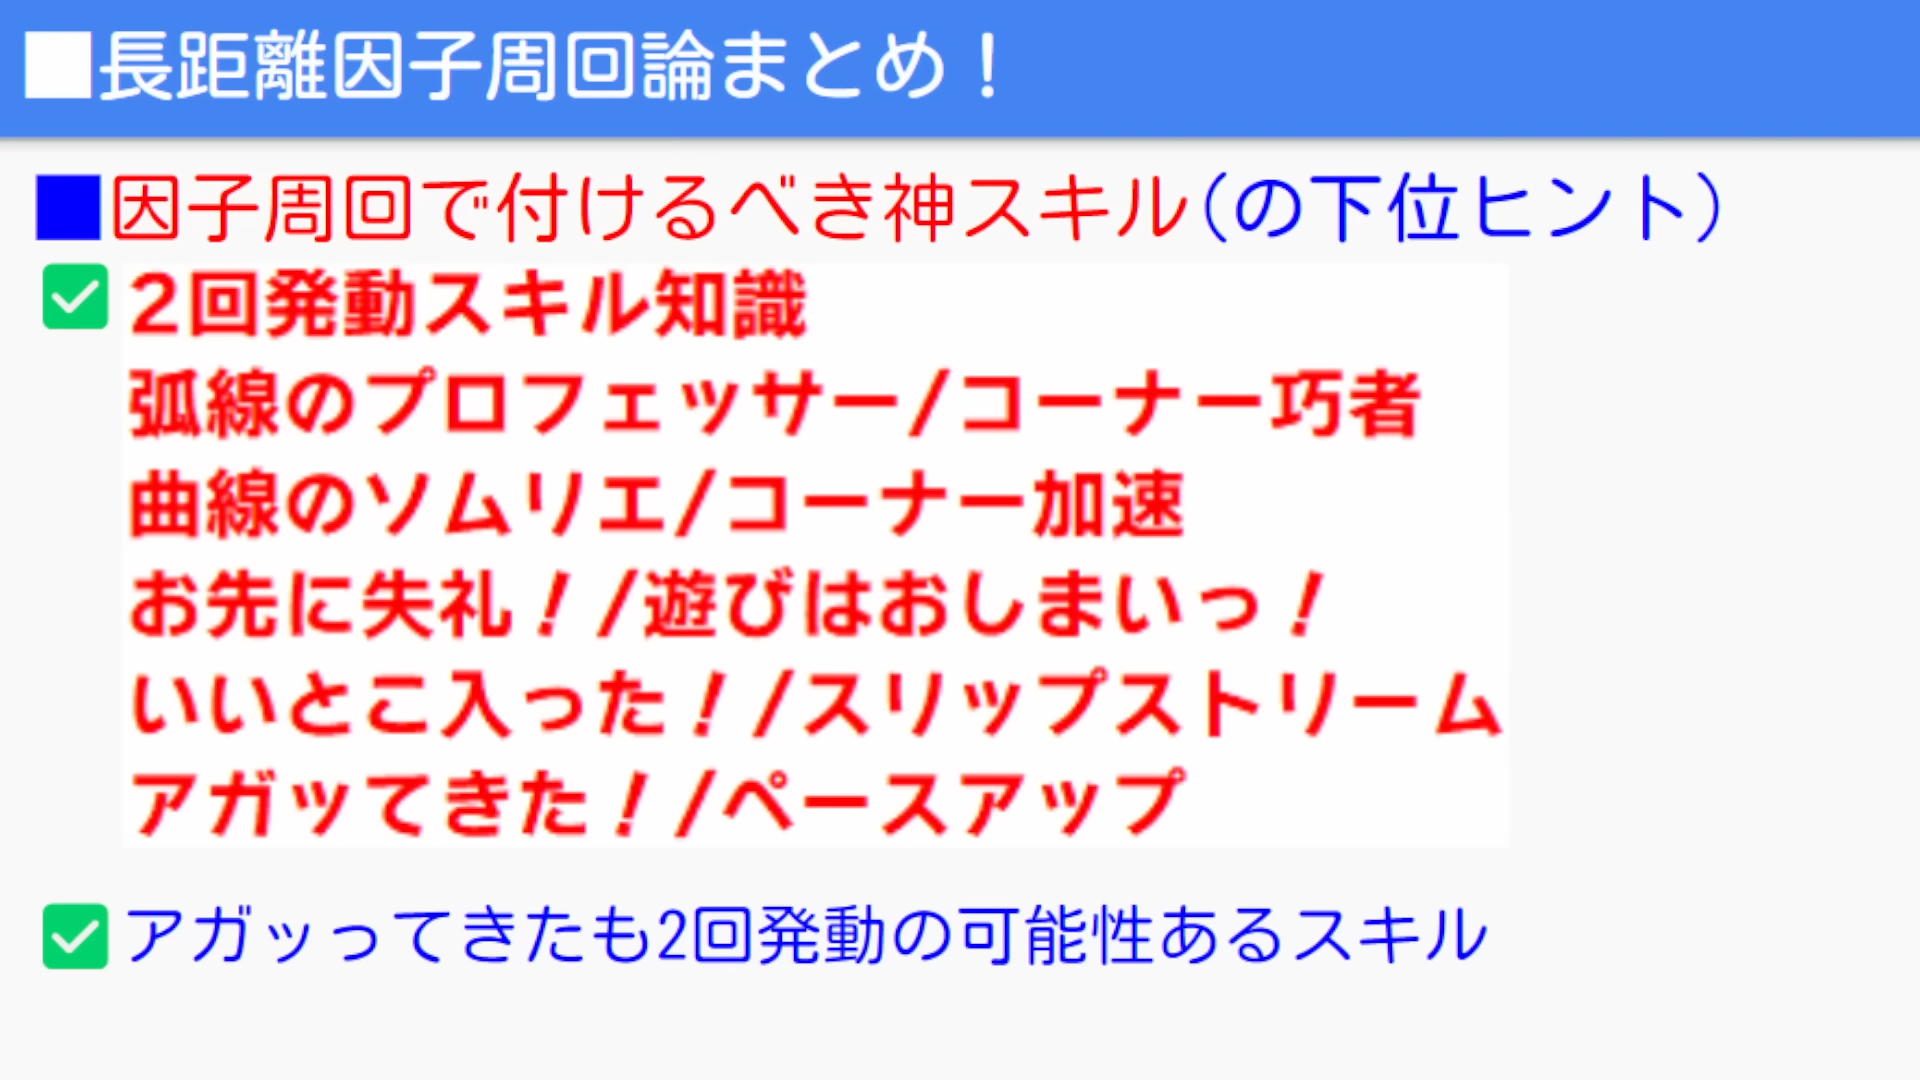 ■長距離因子周回論まとめ！
■因子周回で付けるべき神スキル(の下位ヒント)
✅2回発動スキル知識
弧線のプロフェッサー/コーナー巧者
曲線のソムリエ/コーナー加速
お先に失礼！/遊びはおしまいっ！
いいとこ入った！/スリップストリーム
アガッてきた！/ペースアップ
✅アガッってきたも2回発動の可能性あるスキル